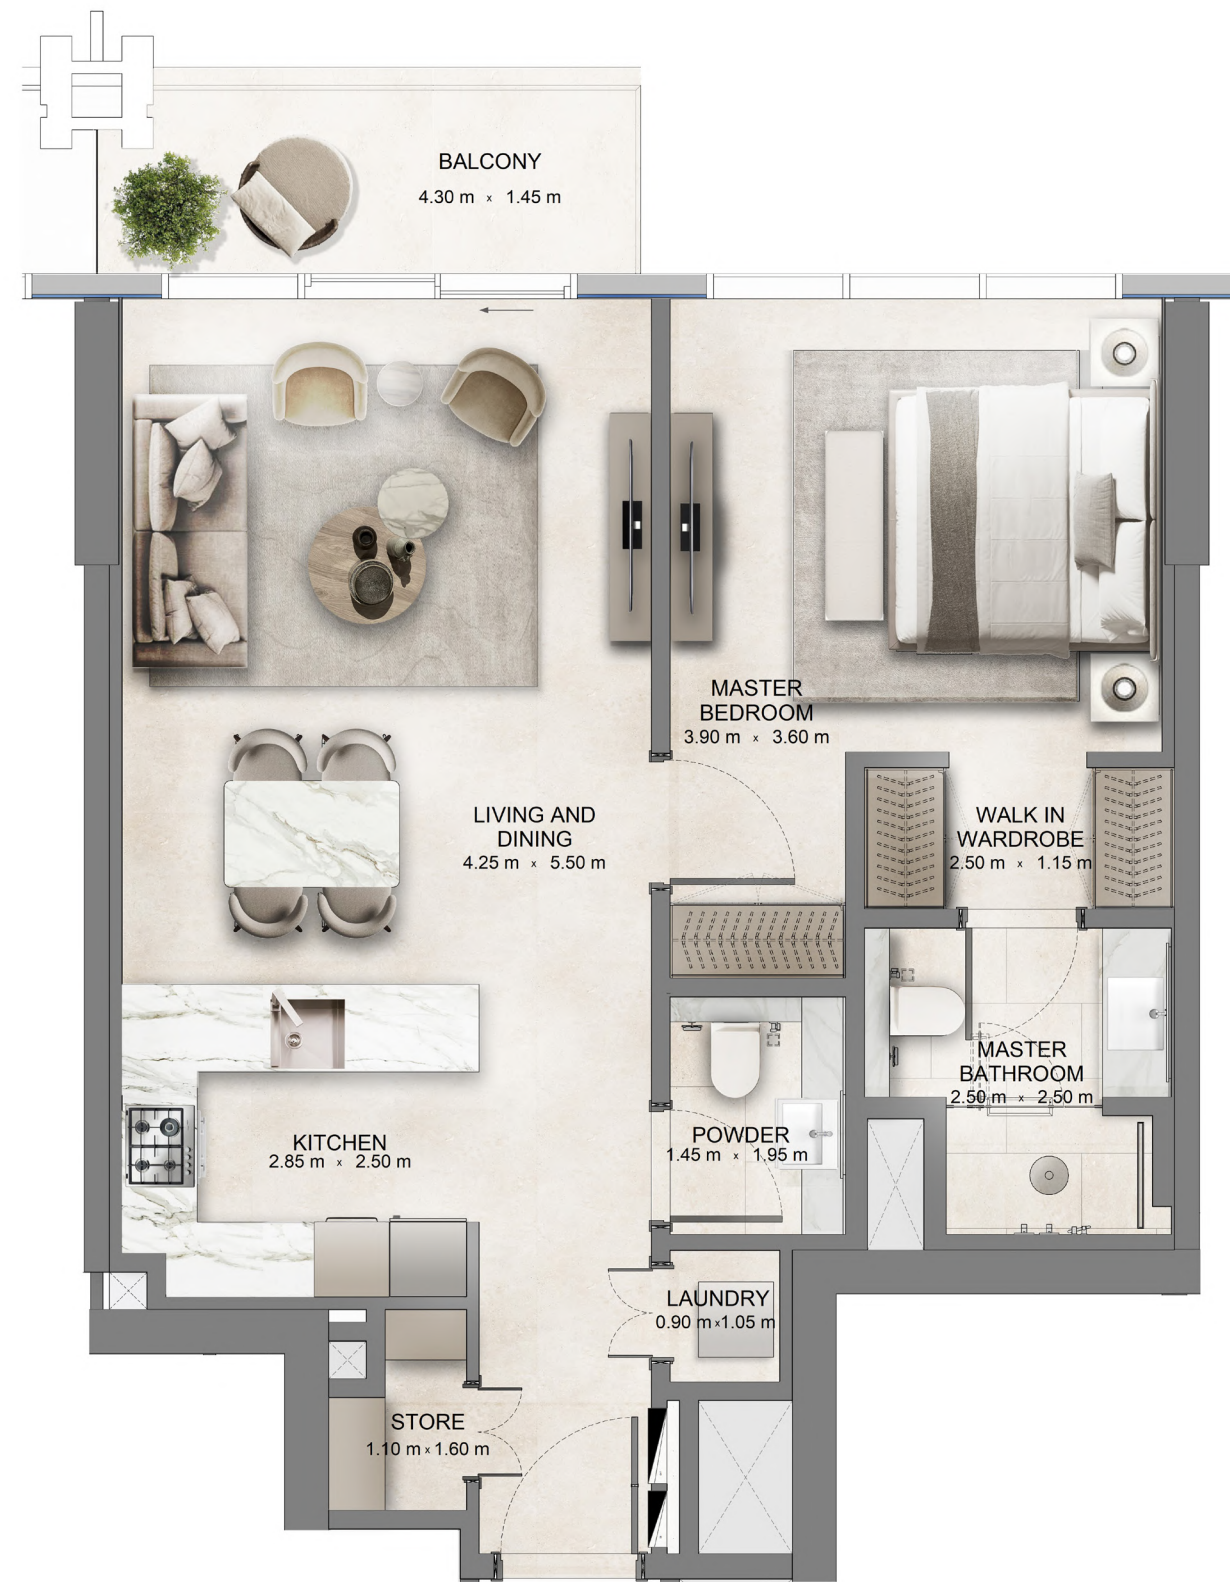 BALCONY
4.30 m x 1.45 m
MASTER
BEDROOM
3.90 m x 3.60 m
LIVING AND
DINING
4.25 m x 5.50 m
WALK IN
WARDROBE
2.50 m x 1.15 m
MASTER
BATHROOM
2.50 m x 2.50 m
KITCHEN
2.85 m x 2.50 m
POWDER
1.45 m x 1.95 m
LAUNDRY
0.90 m x 1.05 m
STORE
1.10 m x 1.60 m